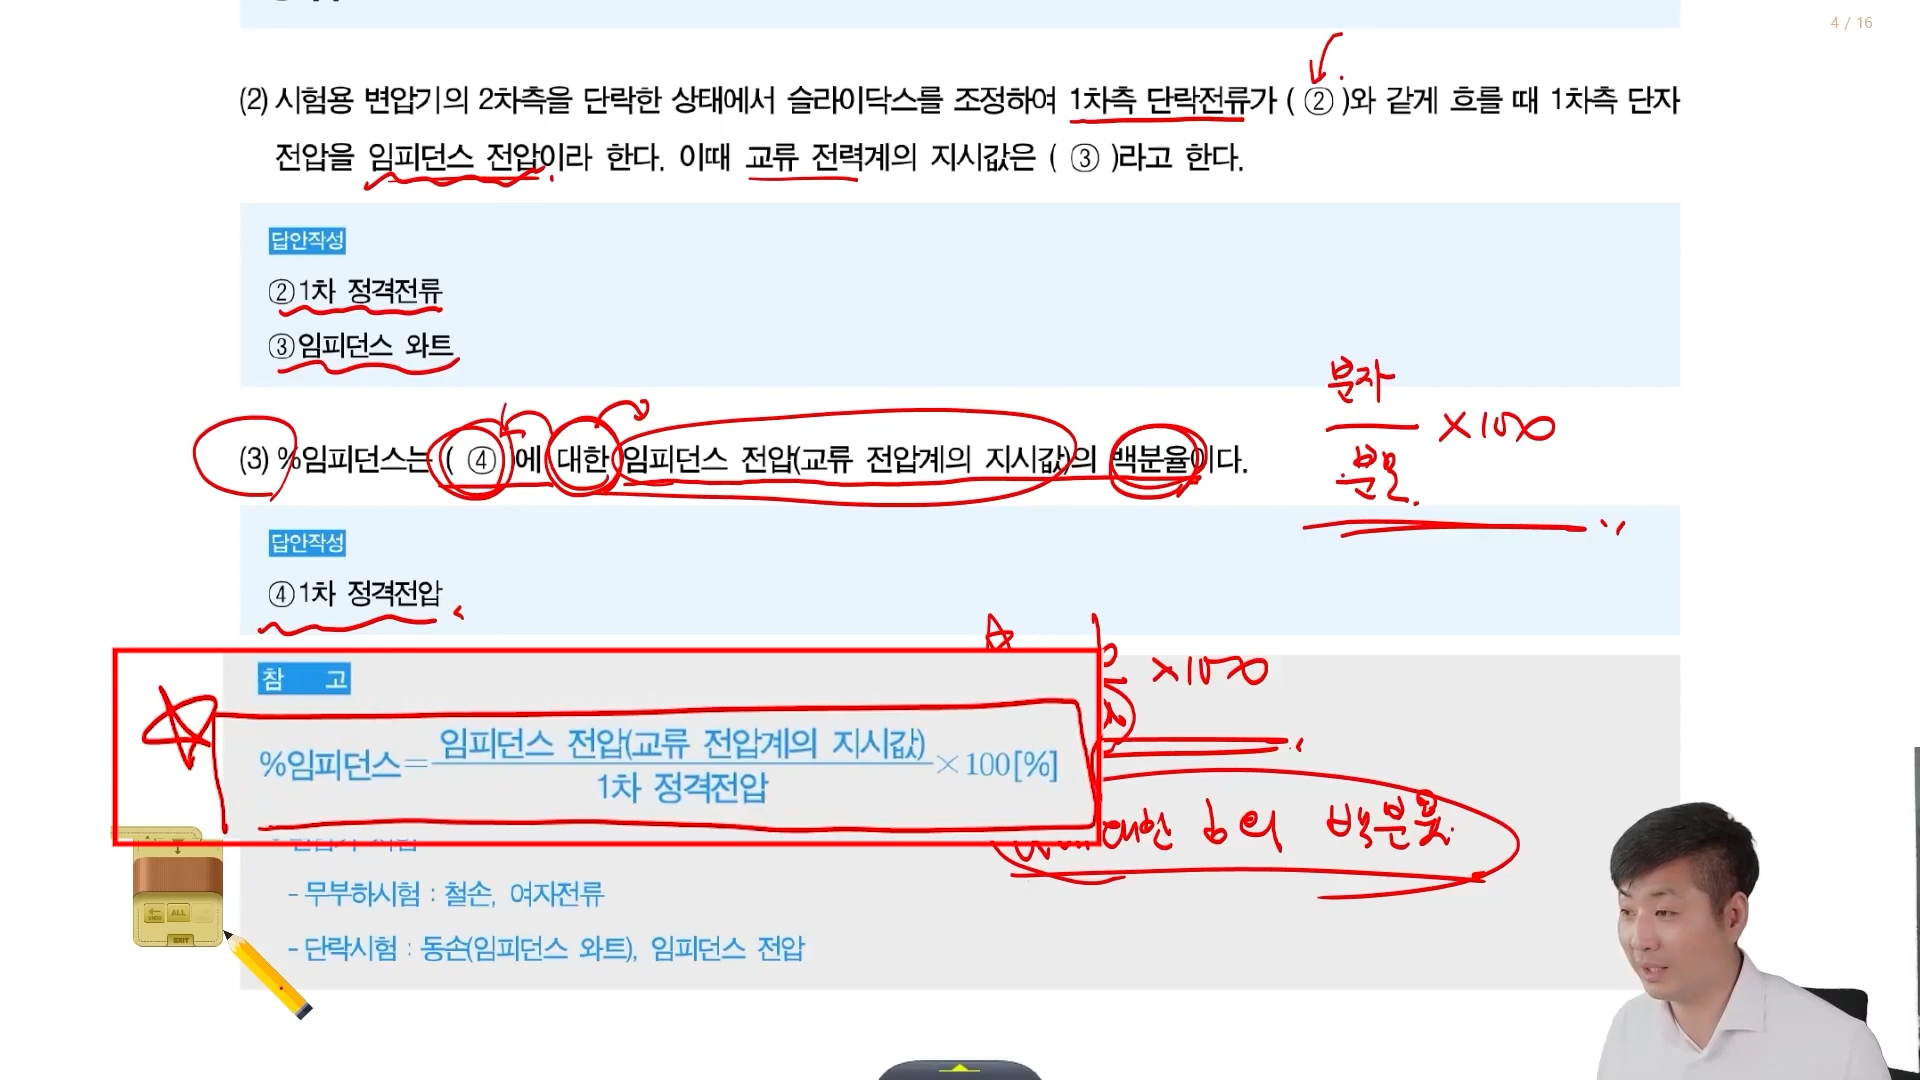 4 / 16
(2) 시험용 변압기의 2차측을 단락한 상태에서 슬라이닥스를 조정하여 1차측 단락전류가 ( ② )와 같게 흐를 때 1차측 단자
전압을 임피던스 전압이라 한다. 이때 교류 전력계의 지시값은 ( ③ )라고 한다.
답안작성
② 1차 정격전류
③ 임피던스 와트
분자
분모
×100
(3) %임피던스는 ( ④ )에 대한 임피던스 전압(교류 전압계의 지시값)의 백분율이다.
답안작성
④ 1차 정격전압
참 고
×100
%임피던스=
임피던스 전압(교류 전압계의 지시값)
1차 정격전압
×100[%]
대한 b의 백분율
- 무부하시험 : 철손, 여자전류
- 단락시험 : 동손(임피던스 와트), 임피던스 전압
ALL
EXIT